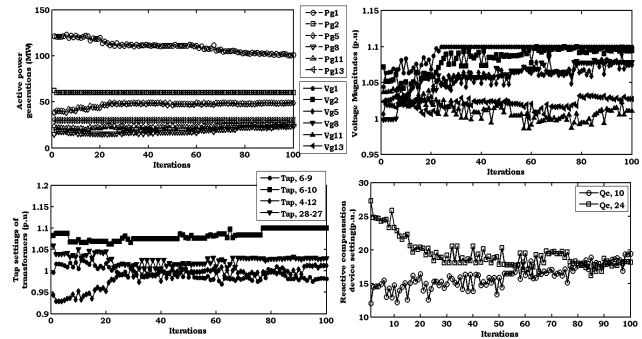 150
100
50
0
0 20 40 60 80 100
Active power
generations (MW)
Iterations
Pg1
Pg2
Pg5
Pg8
Pg11
Pg13
Vg1
Vg2
Vg5
Vg8
Vg11
Vg13
1.1
1.05
1
0.95
0 20 40 60 80 100
Voltage Magnitudes (p.u)
Iterations
1.2
1.15
1.1
1.05
1
0.95
0.9
0 20 40 60 80 100
Tap settings of
transformers (p.u)
Iterations
Tap, 6-9
Tap, 6-10
Tap, 4-12
Tap, 28-27
30
25
20
15
10
10 20 30 40 50 60 70 80 90 100
Reactive compensation
device setting(p.u.)
Iterations
Qc, 10
Qc, 24